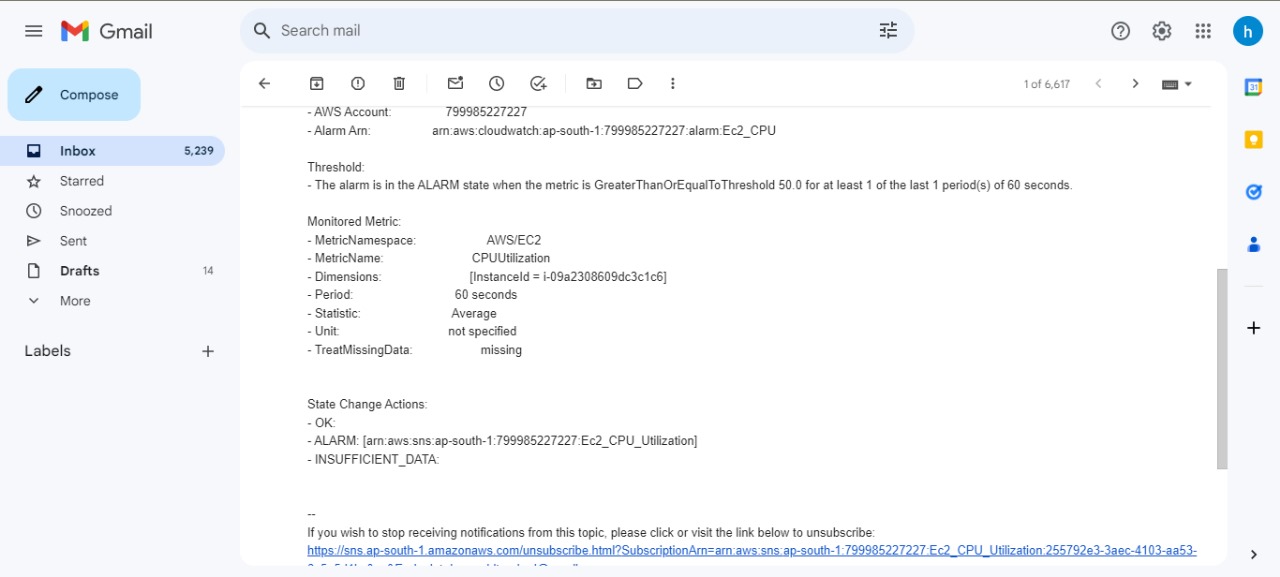 Gmail
Search mail
h
Compose
1 of 6,617
31
Inbox 5,239
Starred
Snoozed
Sent
Drafts 14
More
Labels
- AWS Account: 799985227227
- Alarm Arn: arn:aws:cloudwatch:ap-south-1:799985227227:alarm:Ec2_CPU
Threshold:
- The alarm is in the ALARM state when the metric is GreaterThanOrEqualToThreshold 50.0 for at least 1 of the last 1 period(s) of 60 seconds.
Monitored Metric:
- MetricNamespace: AWS/EC2
- MetricName: CPUUtilization
- Dimensions: [InstanceId = i-09a2308609dc3c1c6]
- Period: 60 seconds
- Statistic: Average
- Unit: not specified
- TreatMissingData: missing
State Change Actions:
- OK:
- ALARM: [arn:aws:sns:ap-south-1:799985227227:Ec2_CPU_Utilization]
- INSUFFICIENT_DATA:
--
If you wish to stop receiving notifications from this topic, please click or visit the link below to unsubscribe:
https://sns.ap-south-1.amazonaws.com/unsubscribe.html?SubscriptionArn=arn:aws:sns:ap-south-1:799985227227:Ec2_CPU_Utilization:255792e3-3aec-4103-aa53-